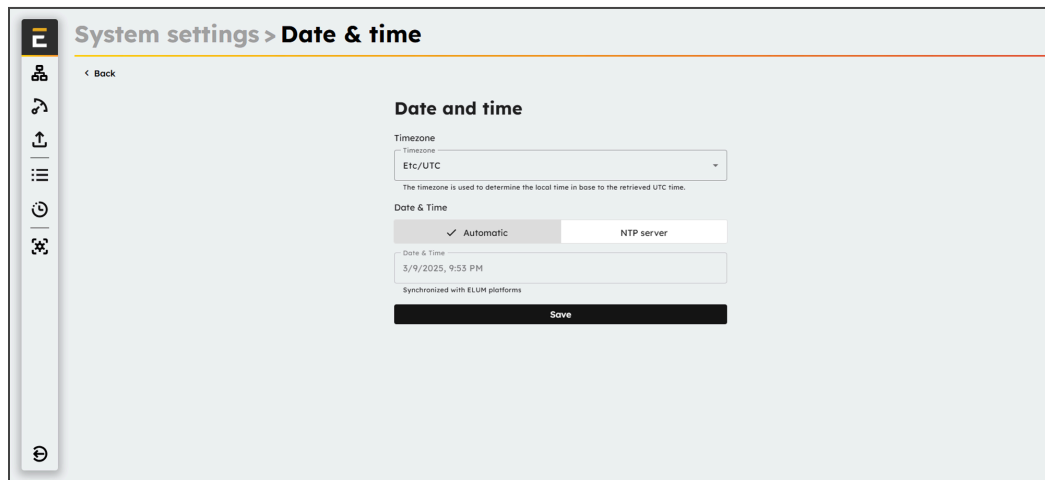 System settings > Date & time
< Back
Date and time
Timezone
Timezone
Etc/UTC
The timezone is used to determine the local time in base to the retrieved UTC time.
Date & Time
Automatic NTP server
Date & Time
3/9/2025, 9:53 PM
Synchronized with ELUM platforms
Save